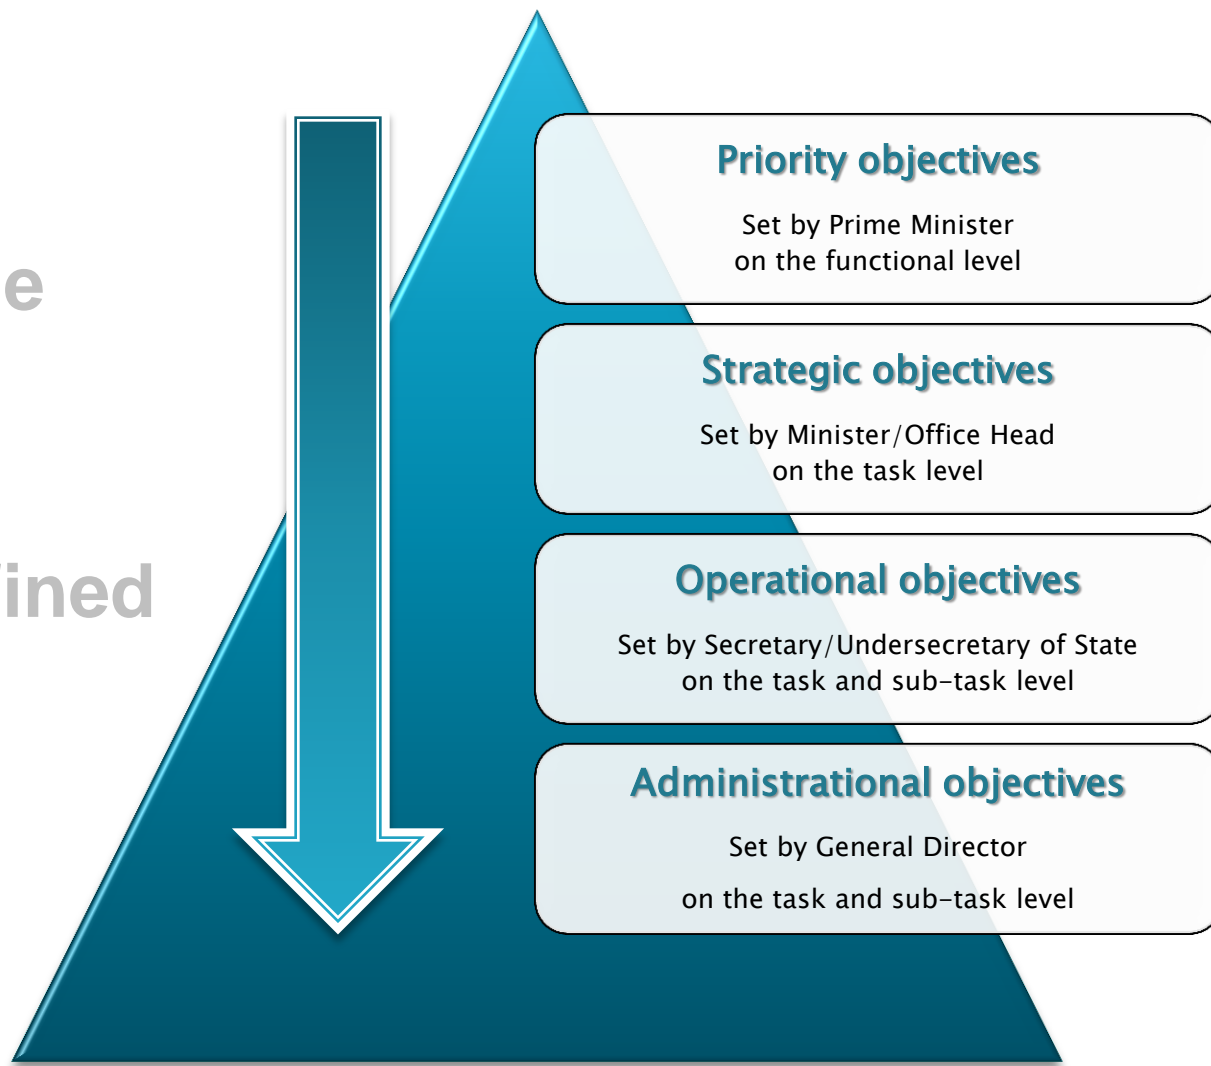 Priority objectives
Set by Prime Minister
on the functional level
e
Strategic objectives
Set by Minister/Office Head
on the task level
Operational objectives
ined
Set by Secretary/Undersecretary of State
on the task and sub-task level
Administrational objectives
Set by General Director
on the task and sub-task level